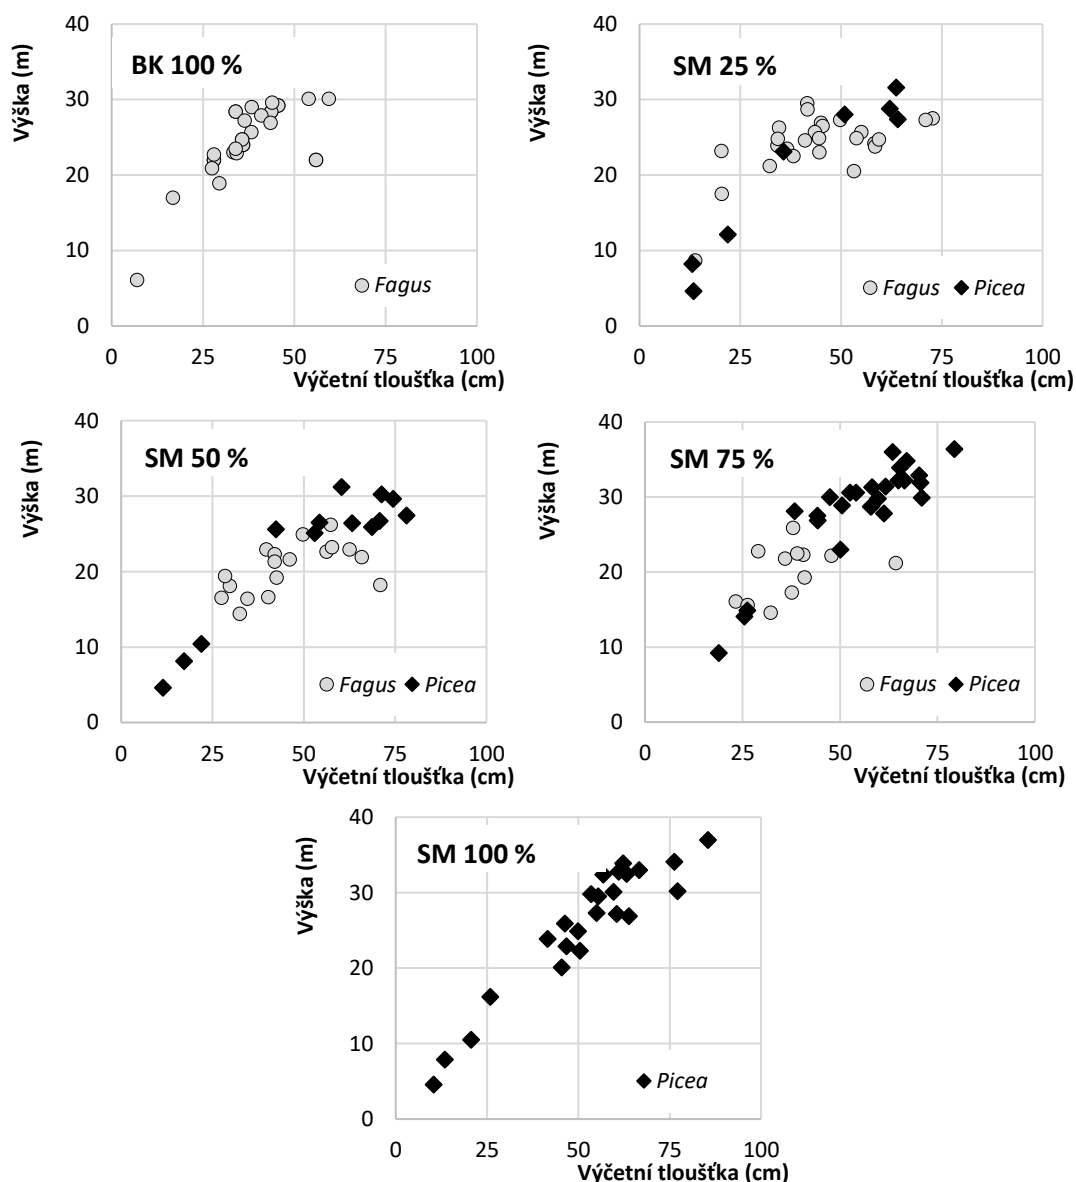 BK 100 %
Výška (m)
40
30
20
10
0
0 25 50 75 100
Výčetní tloušťka (cm)
Fagus
SM 25 %
Výška (m)
40
30
20
10
0
0 25 50 75 100
Výčetní tloušťka (cm)
Fagus Picea
SM 50 %
Výška (m)
40
30
20
10
0
0 25 50 75 100
Výčetní tloušťka (cm)
Fagus Picea
SM 75 %
Výška (m)
40
30
20
10
0
0 25 50 75 100
Výčetní tloušťka (cm)
Fagus Picea
SM 100 %
Výška (m)
40
30
20
10
0
0 25 50 75 100
Výčetní tloušťka (cm)
Picea